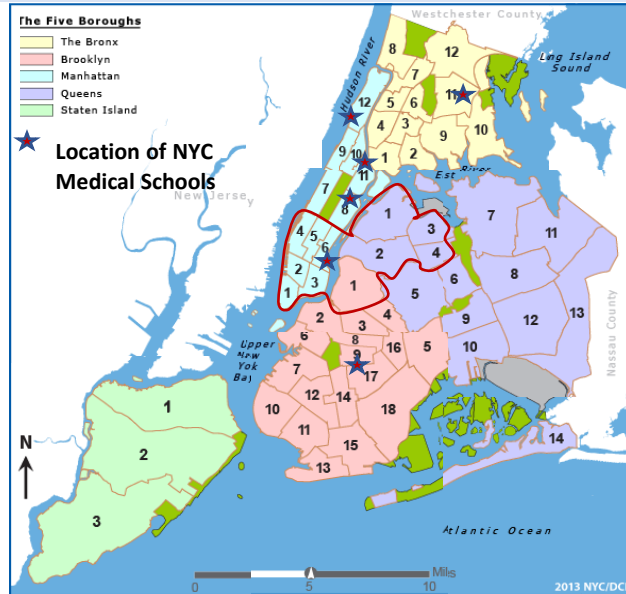 The Five Boroughs
The Bronx
Brooklyn
Manhattan
Queens
Staten Island
Location of NYC
Medical Schools
Westchester County
Long Island
Sound
Hudson River
New Jersey
East River
Nassau County
Upper
New
York
Bay
Atlantic Ocean
8
12
7
11
5
6
4
3
9
10
1
2
12
9
10
11
7
8
4
5
6
2
3
1
1
3
7
11
2
4
8
6
5
9
12
13
10
14
1
2
3
4
6
8
9
16
5
7
17
12
14
10
18
11
15
13
1
2
3
N
0
5
10
Miles
2013 NYC/DC